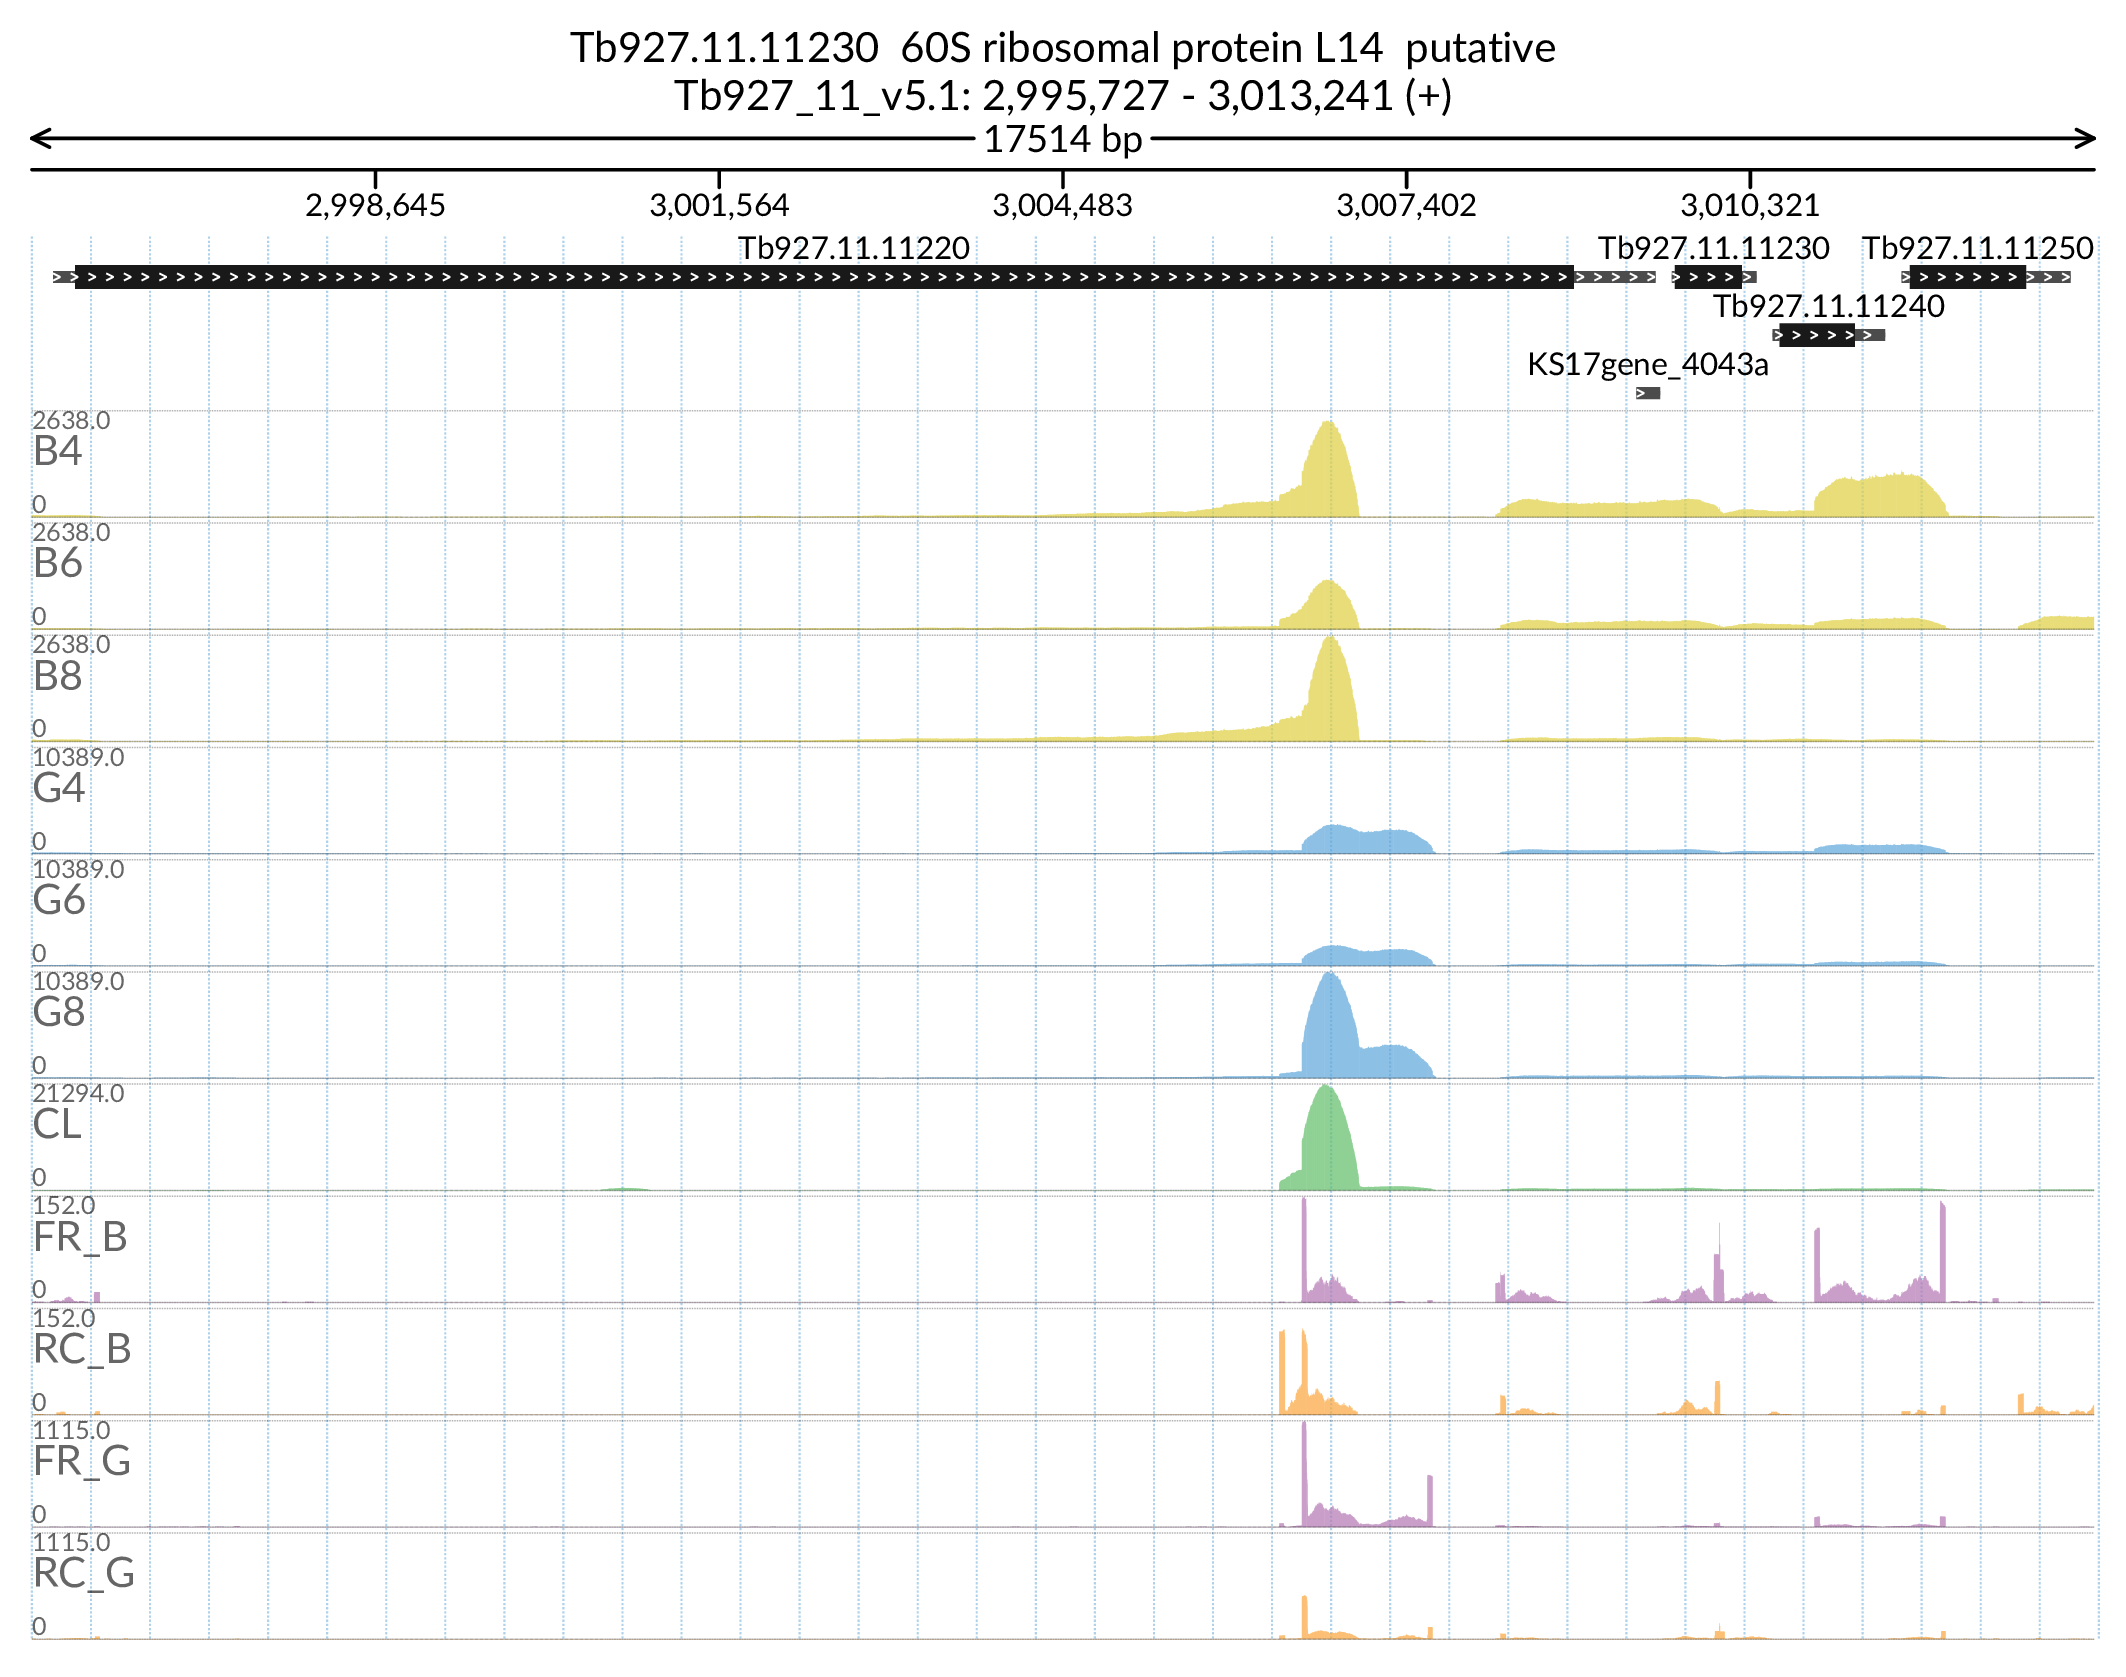 Tb927.11.11230  60S ribosomal protein L14  putative
Tb927_11_v5.1: 2,995,727 - 3,013,241 (+)
17514 bp
2,998,645 3,001,564 3,004,483 3,007,402 3,010,321
Tb927.11.11220 Tb927.11.11230 Tb927.11.11250
Tb927.11.11240
KS17gene_4043a
2638.0
B4
0
2638.0
B6
0
2638.0
B8
0
10389.0
G4
0
10389.0
G6
0
10389.0
G8
0
21294.0
CL
0
152.0
FR_B
0
152.0
RC_B
0
1115.0
FR_G
0
1115.0
RC_G
0